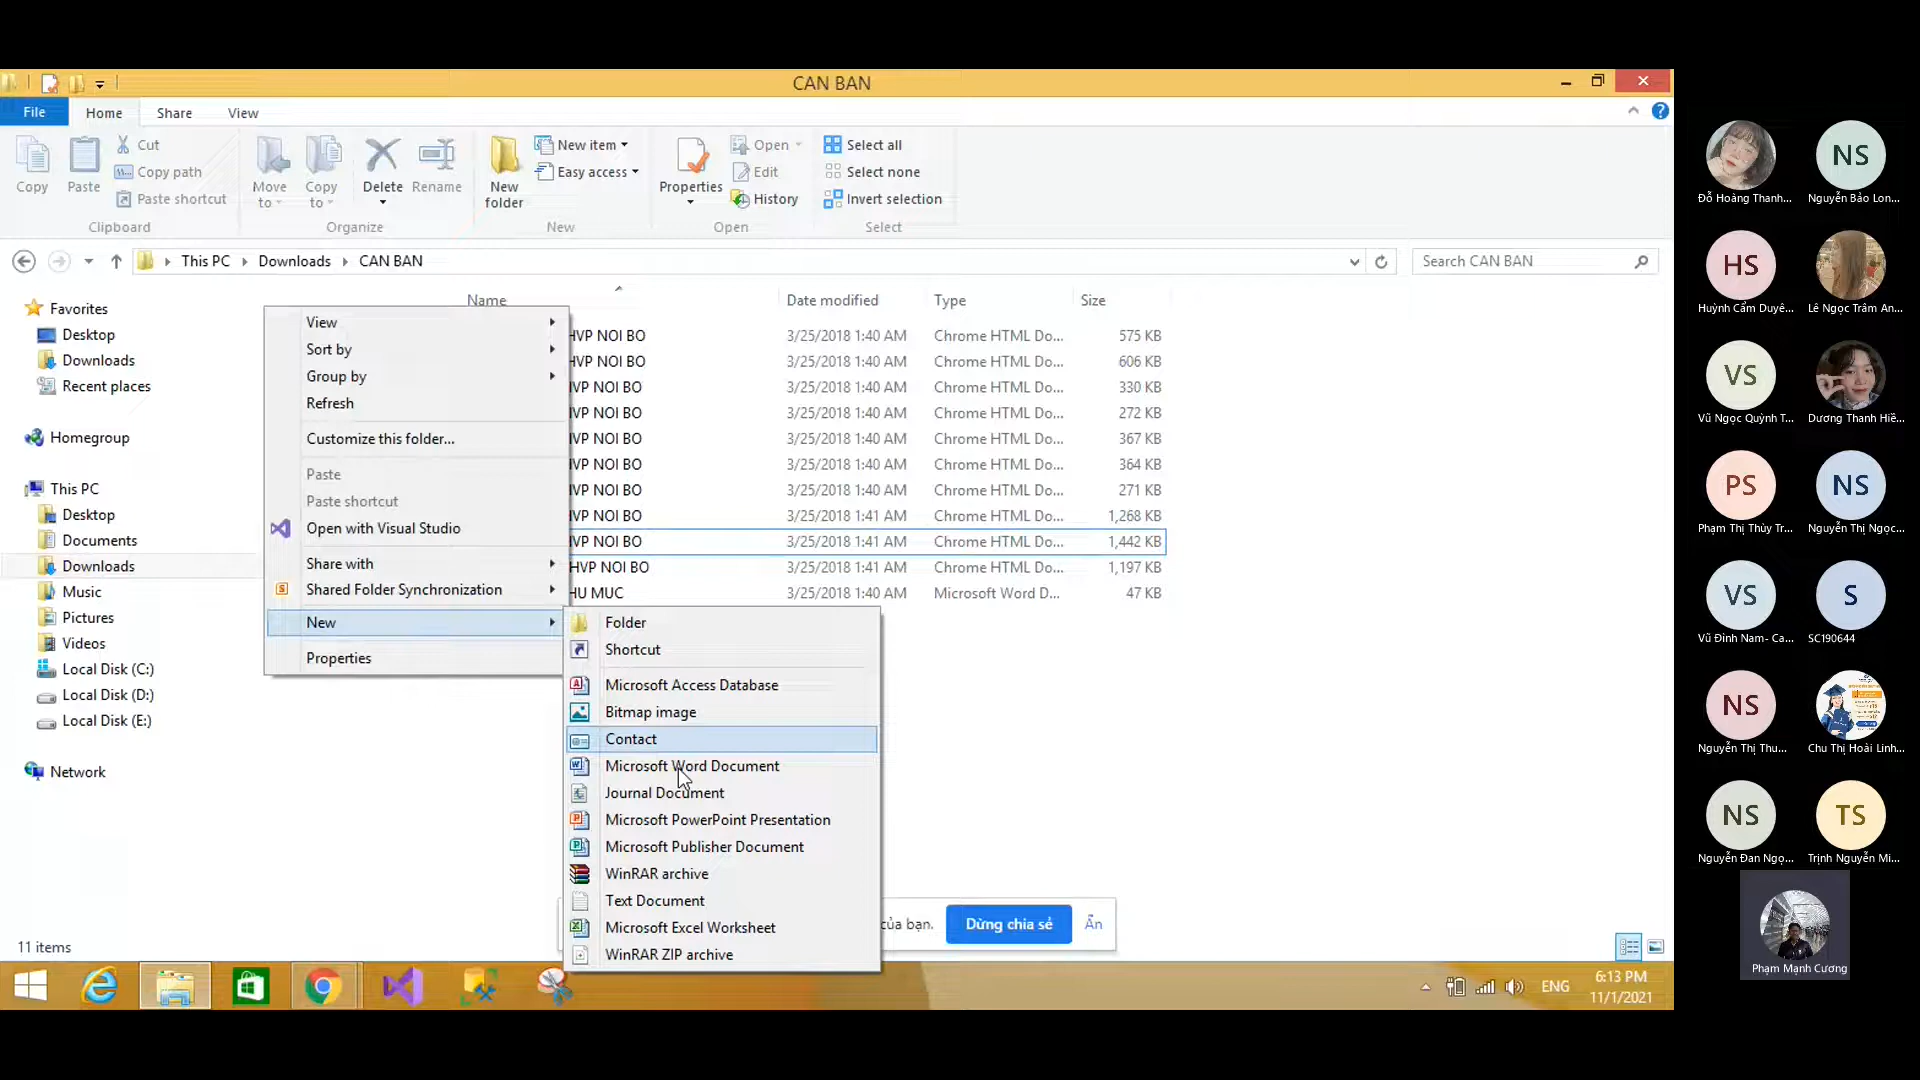 CAN BAN
File
Home
Share
View
Copy
Paste
Cut
Copy path
Paste shortcut
Clipboard
Move to
Copy to
Delete
Rename
Organize
New folder
New item
Easy access
New
Properties
Open
Edit
History
Open
Select all
Select none
Invert selection
Select
This PC
Downloads
CAN BAN
Search CAN BAN
Favorites
Desktop
Downloads
Recent places
Homegroup
This PC
Desktop
Documents
Downloads
Music
Pictures
Videos
Local Disk (C:)
Local Disk (D:)
Local Disk (E:)
Network
11 items
Name Date modified Type Size
HVP NOI BO 3/25/2018 1:40 AM Chrome HTML Do... 575 KB
HVP NOI BO 3/25/2018 1:40 AM Chrome HTML Do... 606 KB
NOI BO 3/25/2018 1:40 AM Chrome HTML Do... 330 KB
NOI BO 3/25/2018 1:40 AM Chrome HTML Do... 272 KB
NOI BO 3/25/2018 1:40 AM Chrome HTML Do... 367 KB
NOI BO 3/25/2018 1:40 AM Chrome HTML Do... 364 KB
NOI BO 3/25/2018 1:40 AM Chrome HTML Do... 271 KB
NOI BO 3/25/2018 1:41 AM Chrome HTML Do... 1,268 KB
NOI BO 3/25/2018 1:41 AM Chrome HTML Do... 1,442 KB
HVP NOI BO 3/25/2018 1:41 AM Chrome HTML Do... 1,197 KB
HU MUC 3/25/2018 1:40 AM Microsoft Word D... 47 KB
View
Sort by
Group by
Refresh
Customize this folder...
Paste
Paste shortcut
Open with Visual Studio
Share with
Shared Folder Synchronization
New
Properties
Folder
Shortcut
Microsoft Access Database
Bitmap image
Contact
Microsoft Word Document
Journal Document
Microsoft PowerPoint Presentation
Microsoft Publisher Document
WinRAR archive
Text Document
Microsoft Excel Worksheet
WinRAR ZIP archive
của bạn.
Dừng chia sẻ
Ẩn
ENG
6:13 PM
11/1/2021
Đỗ Hoàng Thanh...
NS
Nguyễn Bảo Lon...
HS
Huỳnh Cẩm Duyê...
Lê Ngọc Trâm An...
VS
Vũ Ngọc Quỳnh T...
Dương Thanh Hiề...
PS
Phạm Thị Thùy Tr...
NS
Nguyễn Thị Ngọc...
VS
Vũ Đình Nam- Ca...
S
SC190644
NS
Nguyễn Thị Thu...
Chu Thị Hoài Linh...
NS
Nguyễn Đan Ngọ...
TS
Trịnh Nguyễn Mi...
Phạm Mạnh Cương